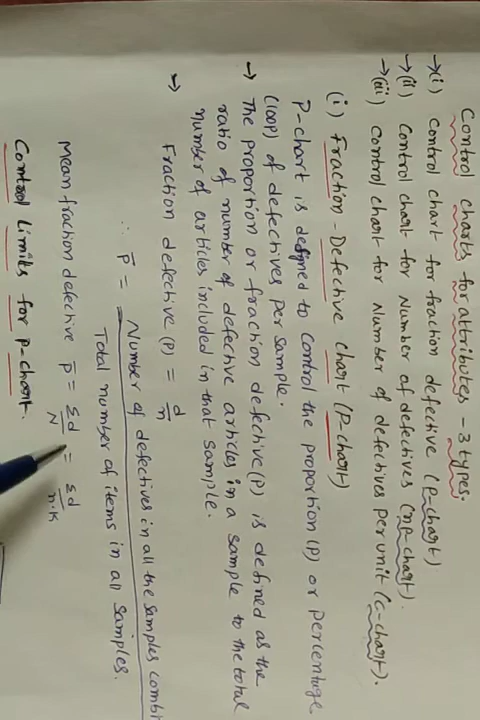 Control charts for attributes - 3 types.
→ (i) Control chart for fraction defective (P-chart)
→ (ii) Control chart for Number of defectives (np-chart).
→ (iii) Control chart for Number of defectives per unit (C-chart).
(i) Fraction - Defective chart (P-chart)
P-chart is defined to control the proportion (p) or percentage
(100p) of defectives per sample.
→ The proportion or fraction defective (p) is defined as the
ratio of number of defective articles in a sample to the total
number of articles included in that sample.
→ Fraction defective (p) = d/n
∴ p̄ = Number of defectives in all the samples
Total number of items in all samples.
Mean fraction defective p̄ = Σd/N = Σd/n·k
Control Limits for p-chart.